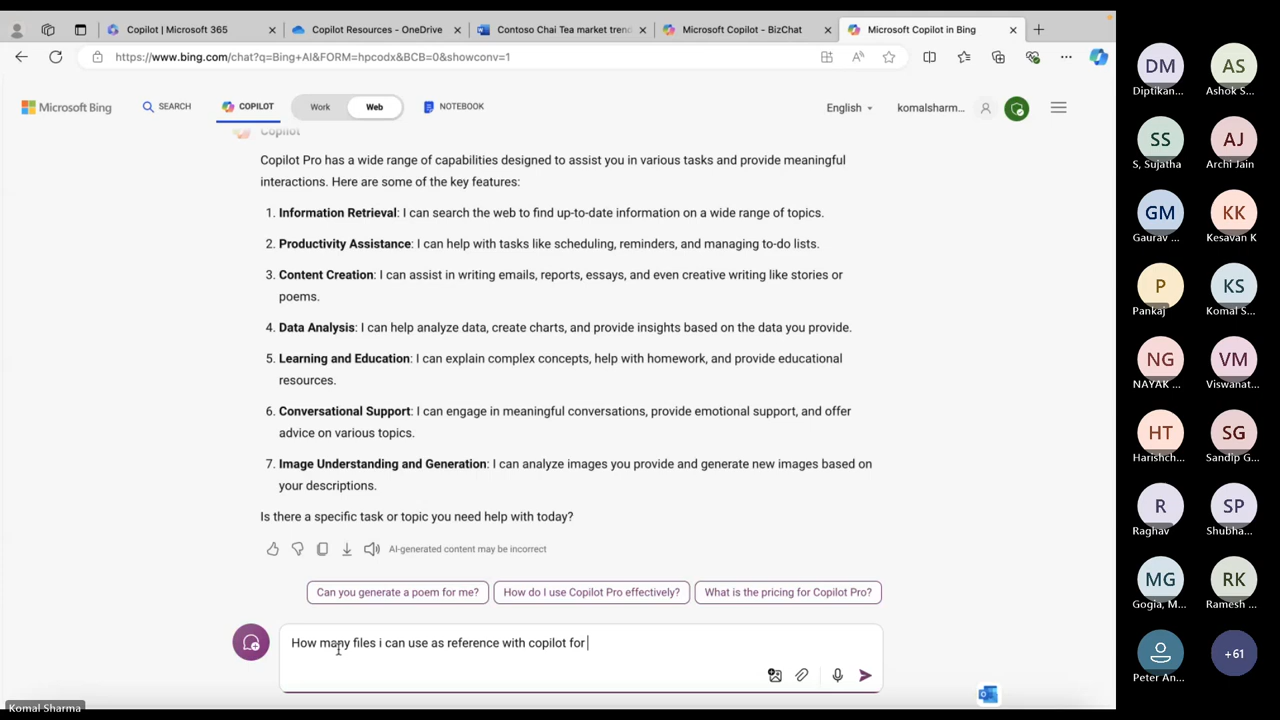 Copilot | Microsoft 365
Copilot Resources - OneDrive
Contoso Chai Tea market trend
Microsoft Copilot - BizChat
Microsoft Copilot in Bing
https://www.bing.com/chat?q=Bing+AI&FORM=hpcodx&BCB=0&showconv=1
Microsoft Bing
SEARCH
COPILOT
Work
Web
NOTEBOOK
English
komalsharm...
Copilot
Copilot Pro has a wide range of capabilities designed to assist you in various tasks and provide meaningful
interactions. Here are some of the key features:
1. Information Retrieval: I can search the web to find up-to-date information on a wide range of topics.
2. Productivity Assistance: I can help with tasks like scheduling, reminders, and managing to-do lists.
3. Content Creation: I can assist in writing emails, reports, essays, and even creative writing like stories or
poems.
4. Data Analysis: I can help analyze data, create charts, and provide insights based on the data you provide.
5. Learning and Education: I can explain complex concepts, help with homework, and provide educational
resources.
6. Conversational Support: I can engage in meaningful conversations, provide emotional support, and offer
advice on various topics.
7. Image Understanding and Generation: I can analyze images you provide and generate new images based on
your descriptions.
Is there a specific task or topic you need help with today?
AI-generated content may be incorrect
Can you generate a poem for me?
How do I use Copilot Pro effectively?
What is the pricing for Copilot Pro?
How many files i can use as reference with copilot for
Komal Sharma
DM
Diptikan...
AS
Ashok S...
SS
S, Sujatha
AJ
Archi Jain
GM
Gaurav ...
KK
Kesavan K
P
Pankaj
KS
Komal S...
NG
NAYAK ...
VM
Viswanat...
HT
Harishch...
SG
Sandip G...
R
Raghav
SP
Shubha...
MG
Gogia, M...
RK
Ramesh ...
Peter An...
+61